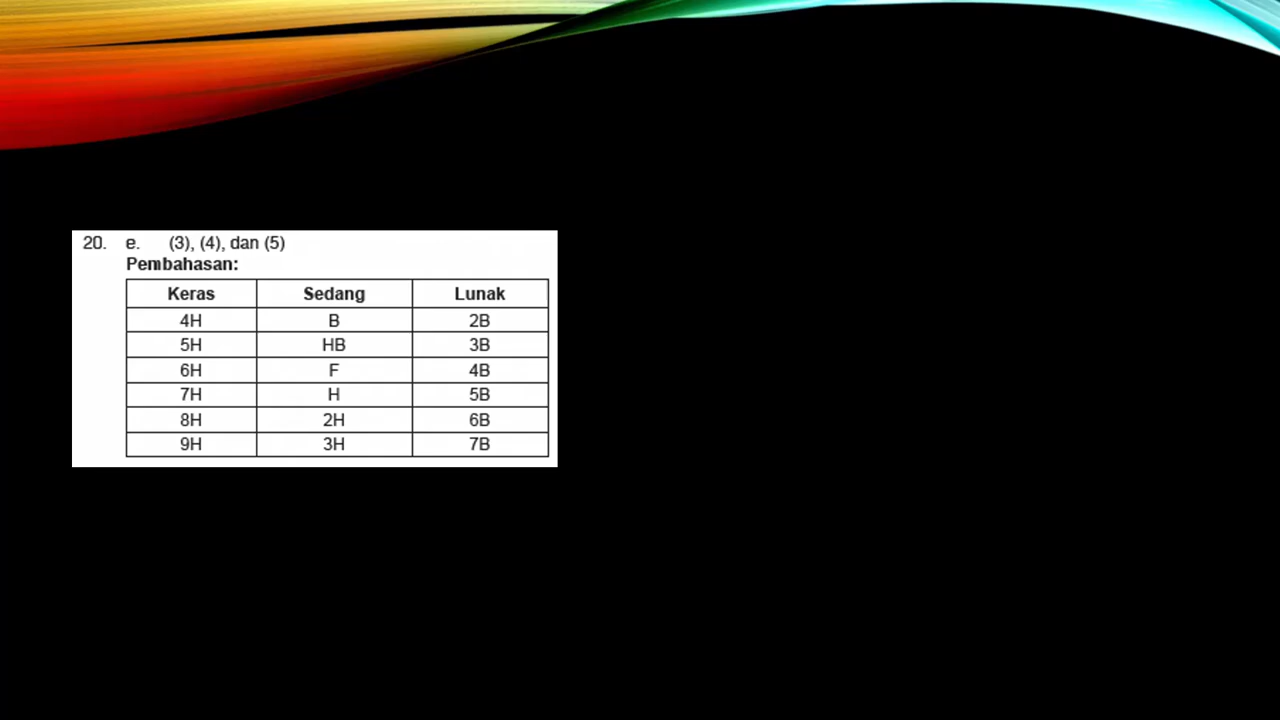 20. e. (3), (4), dan (5)
Pembahasan:
Keras Sedang Lunak
4H B 2B
5H HB 3B
6H F 4B
7H H 5B
8H 2H 6B
9H 3H 7B